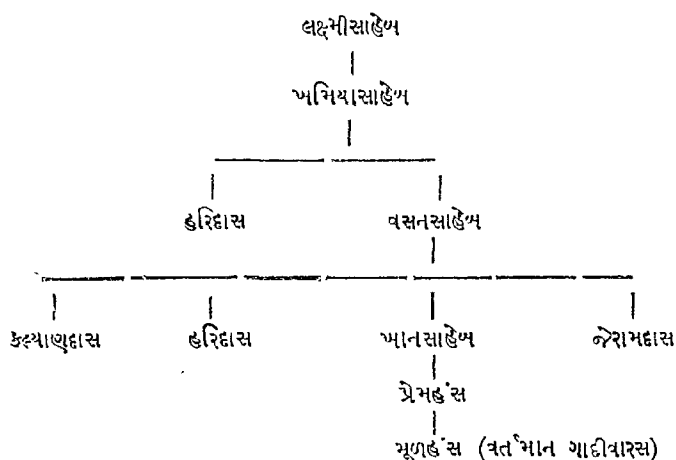 લક્ષ્મીસાહેબ
ખમિયાસાહેબ
હરિદાસ વસનસાહેબ
કલ્યાણદાસ હરિદાસ ખાનસાહેબ જેરામદાસ
પ્રેમહંસ
મૂળહંસ (વર્તમાન ગાદીવારસ)